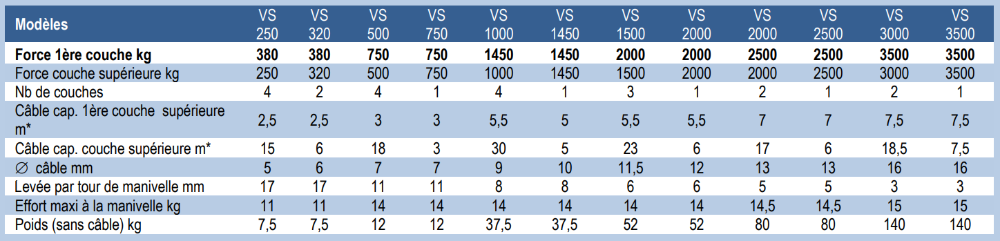 Modèles VS 250 VS 320 VS 500 VS 750 VS 1000 VS 1450 VS 1500 VS 2000 VS 2000 VS 2500 VS 3000 VS 3500
Force 1ère couche kg 380 380 750 750 1450 1450 2000 2000 2500 2500 3500 3500
Force couche supérieure kg 250 320 500 750 1000 1450 1500 2000 2000 2500 3000 3500
Nb de couches 4 2 4 1 4 1 3 1 2 1 2 1
Câble cap. 1ère couche supérieure m* 2,5 2,5 3 3 5,5 5 5,5 5,5 7 7 7,5 7,5
Câble cap. couche supérieure m* 15 6 18 3 30 5 23 6 17 6 18,5 7,5
∅ câble mm 5 6 7 7 9 10 11,5 12 13 13 16 16
Levée par tour de manivelle mm 17 17 11 11 8 8 6 6 5 5 3 3
Effort maxi à la manivelle kg 11 11 14 14 14 14 14 14 14,5 14,5 15 15
Poids (sans câble) kg 7,5 7,5 12 12 37,5 37,5 52 52 80 80 140 140